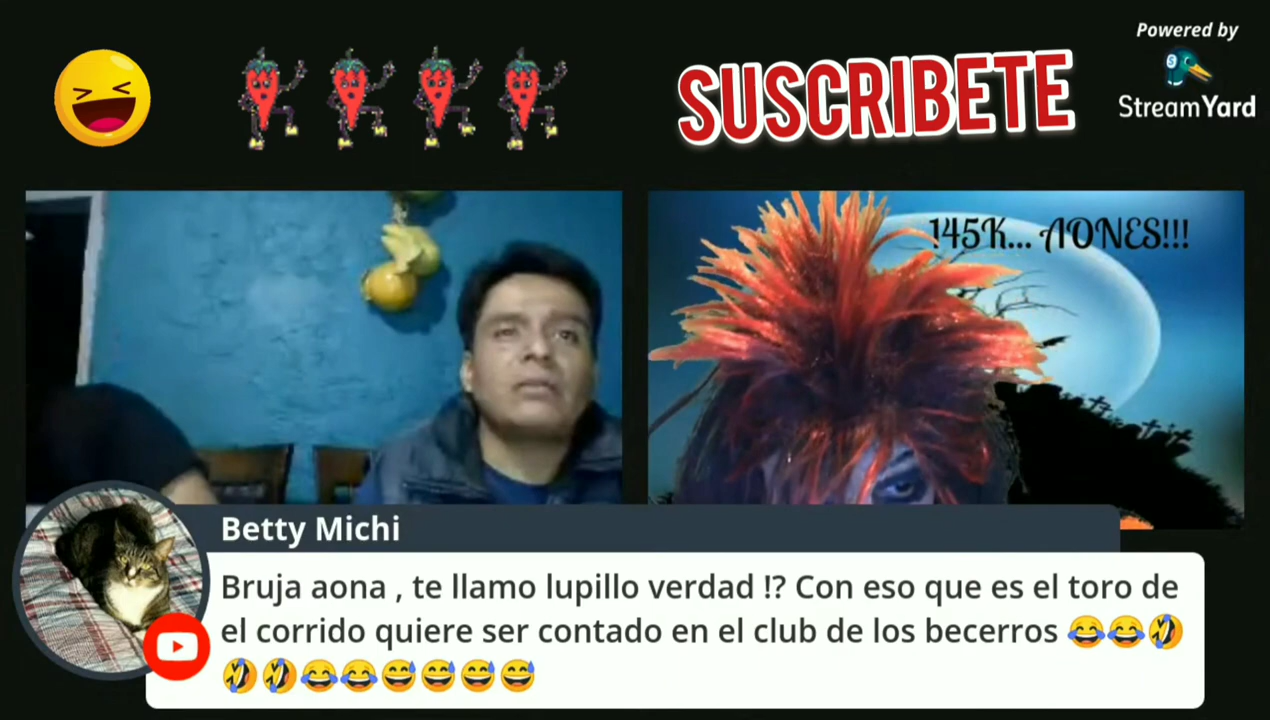 Powered by
StreamYard
SUSCRIBETE
145K... AONES!!!
Betty Michi
Bruja aona , te llamo lupillo verdad !? Con eso que es el toro de
el corrido quiere ser contado en el club de los becerros 😂😂🤣
🤣🤣😂😂😅😅😅😅